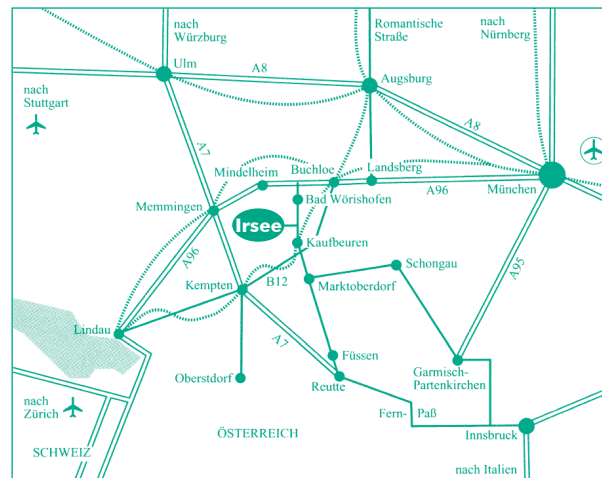 nach
Würzburg
Romantische
Straße
nach
Nürnberg
Ulm
A8
Augsburg
nach
Stuttgart
A7
A8
Mindelheim
Buchloe
Landsberg
A96
München
Bad Wörishofen
Memmingen
Irsee
Kaufbeuren
A96
A95
Schongau
Kempten
B12
Marktoberdorf
Lindau
A7
Füssen
Garmisch-
Partenkirchen
Oberstdorf
Reutte
nach
Zürich
Fern-
Paß
ÖSTERREICH
Innsbruck
SCHWEIZ
nach Italien